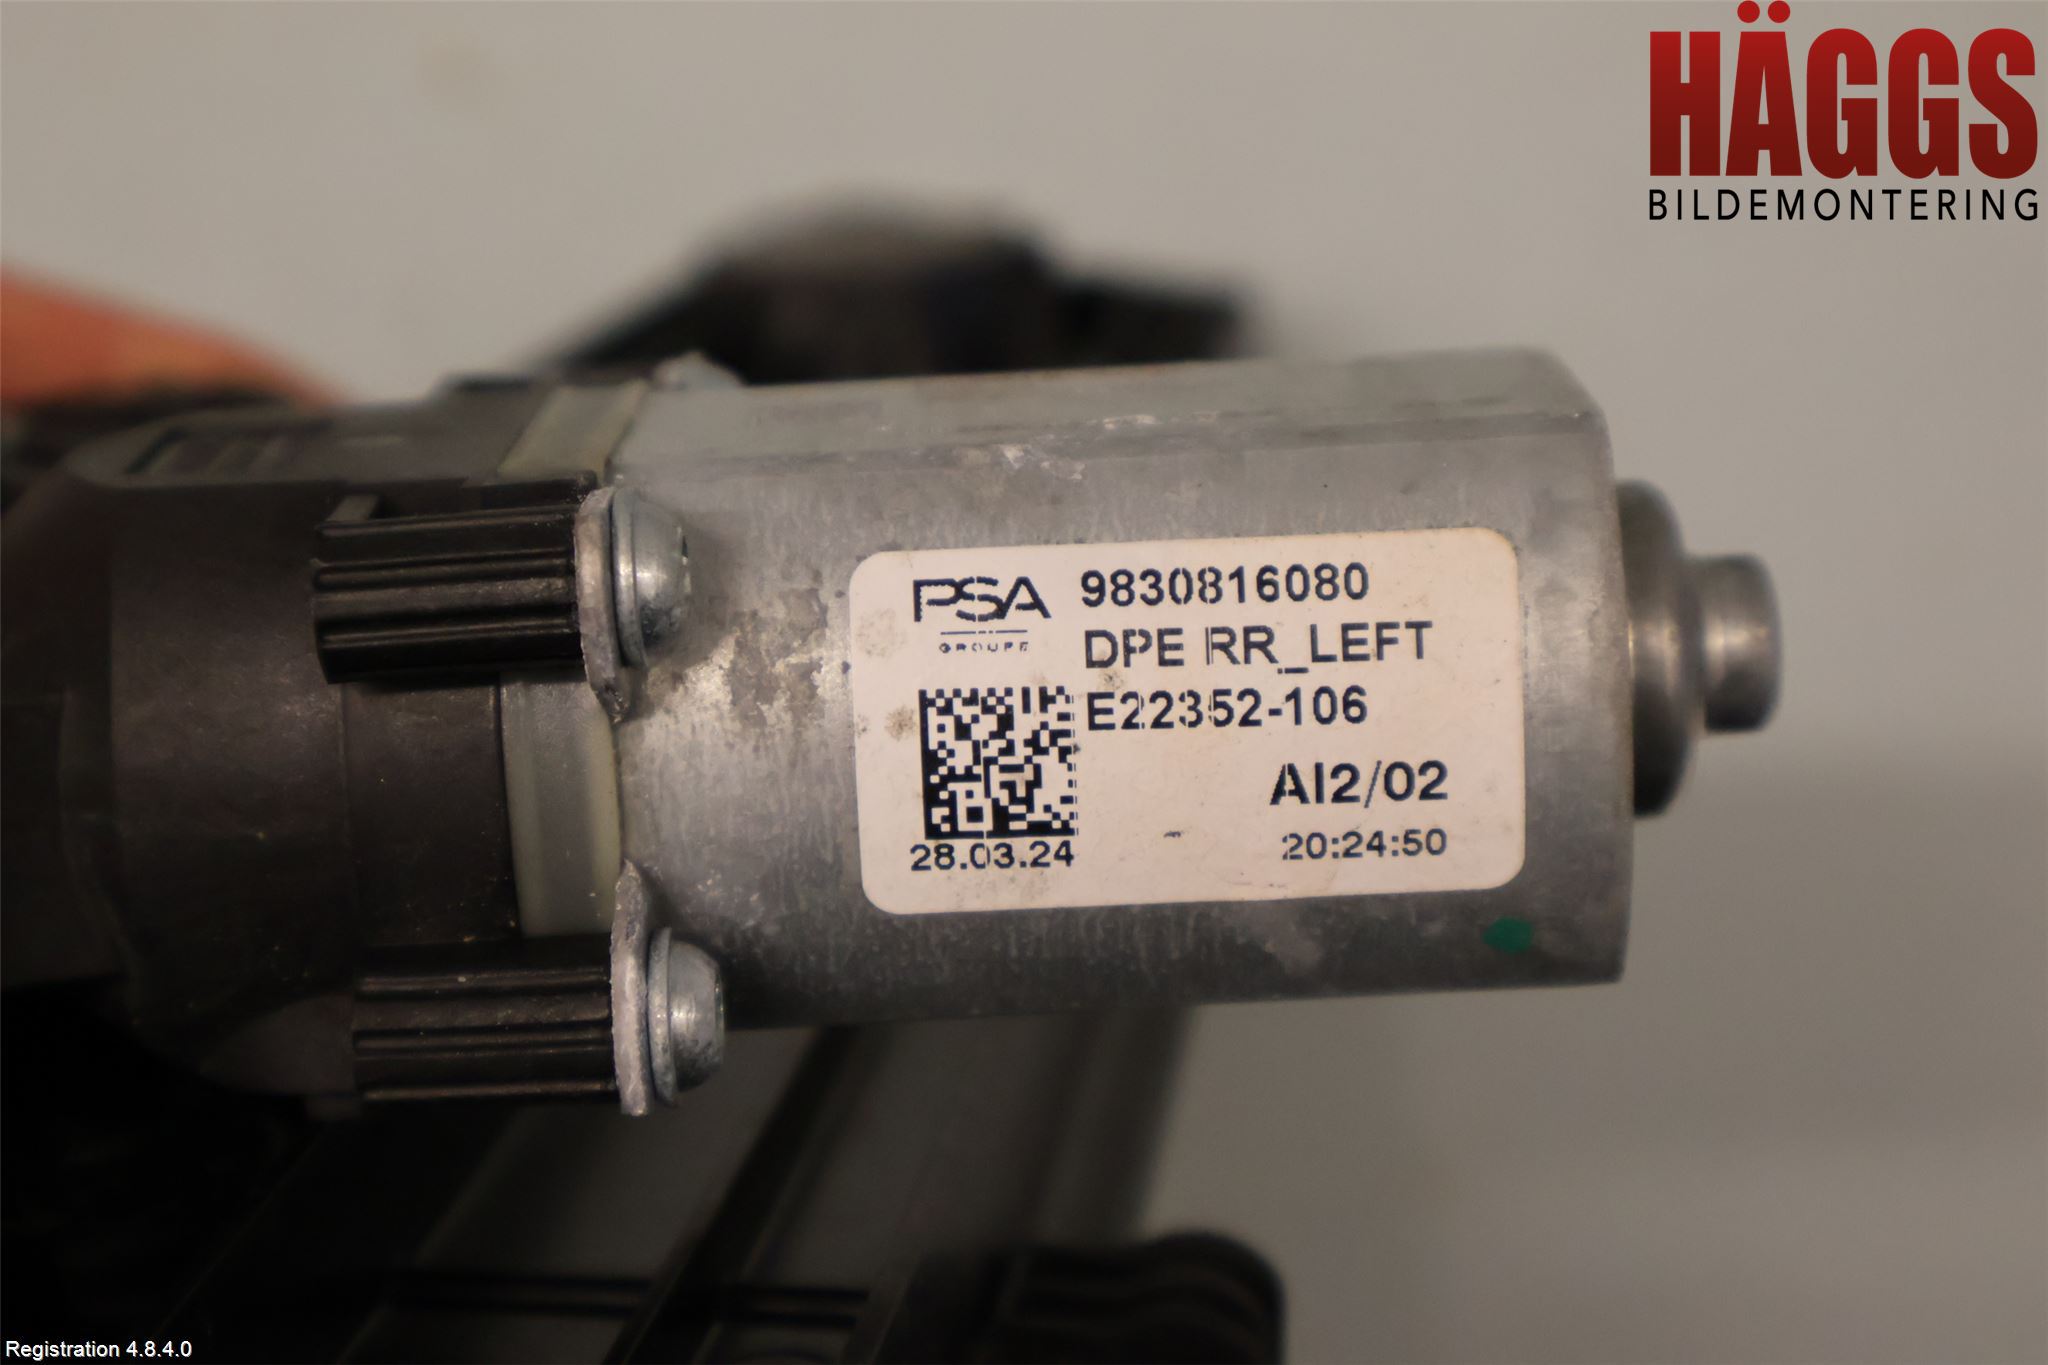 HÄGGS
BILDEMONTERING
PSA
GROUPE
9830816080
DPE RR_LEFT
E22352-106
AI2/02
28.03.24
20:24:50
Registration 4.8.4.0